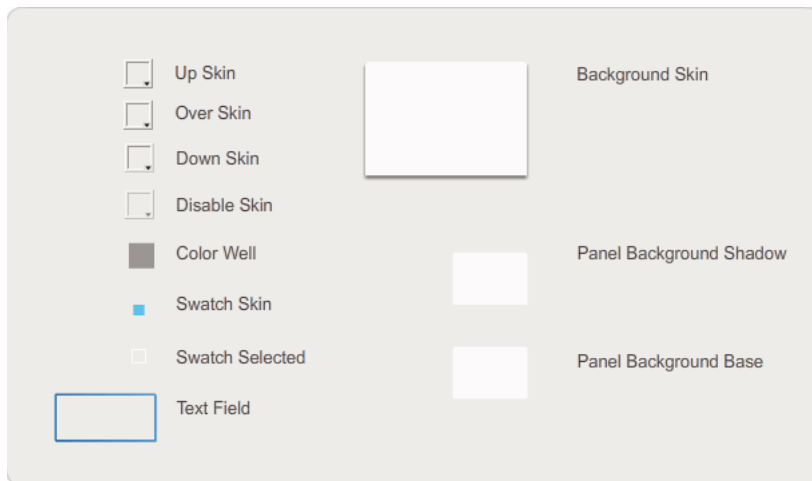 Up Skin
Over Skin
Down Skin
Disable Skin
Color Well
Swatch Skin
Swatch Selected
Text Field
Background Skin
Panel Background Shadow
Panel Background Base